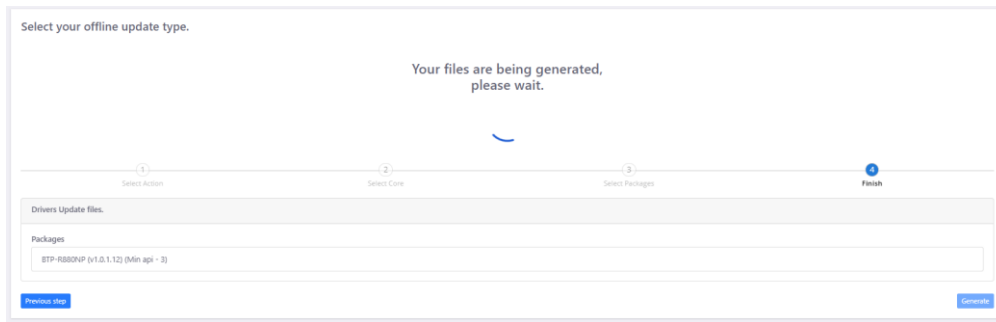 Select your offline update type.
Your files are being generated,
please wait.
1
2
3
4
Select Action
Select Core
Select Packages
Finish
Drivers Update files.
Packages
BTP-R880NP (v1.0.1.12) (Min api - 3)
Previous step
Generate